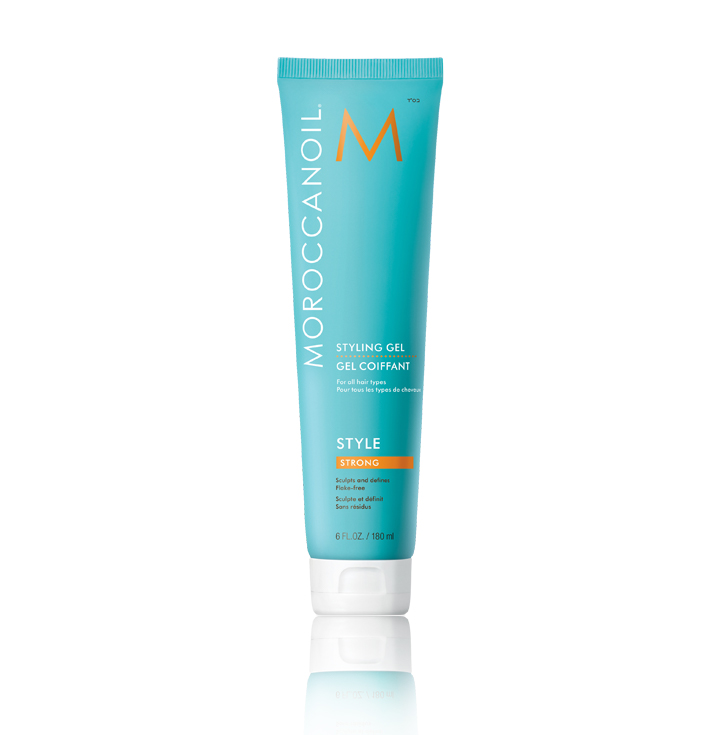 MOROCCANOIL®
M
STYLING GEL
GEL COIFFANT
For all hair types
Pour tous les types de cheveux
STYLE
STRONG
Sculpts and defines
Flake-free
Sculpte et définit
Sans résidus
6 FL.OZ. / 180 ml